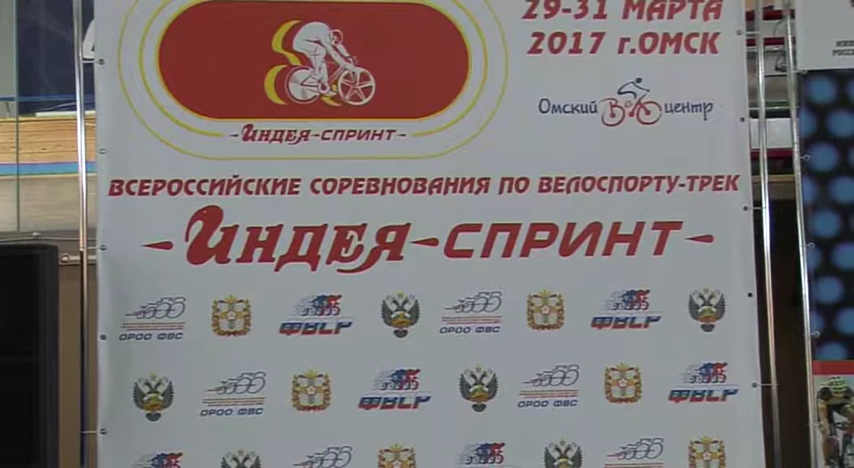 29-31 МАРТА
2017 г.ОМСК
Омский Вело центр
ИНДЕЯ-СПРИНТ
ВСЕРОССИЙСКИЕ СОРЕВНОВАНИЯ ПО ВЕЛОСПОРТУ-ТРЕК
ИНДЕЯ-СПРИНТ
ОРОО ФВС ФВСР ОРОО ФВС ФВСР
ОРОО ФВС ФВСР ОРОО ФВС ФВСР